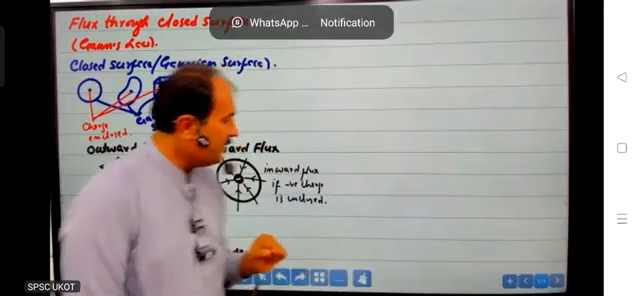 Flux through closed Sur
WhatsApp ... Notification
(Gauss's Law).
Closed surface/Gaussian Surface).
Charge
enclosed.
Outward
ward Flux
inward flux
if -ve charge
is enclosed.
SPSC UKOT